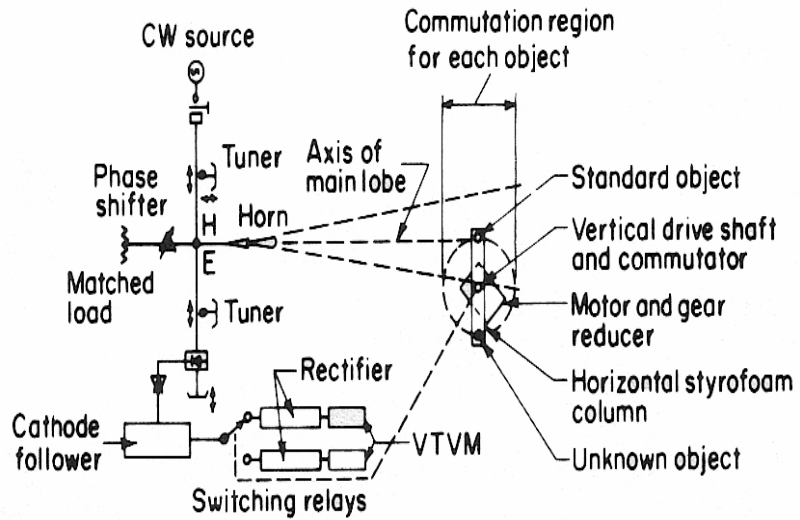 Commutation region
for each object
CW source
S
Tuner
Axis of
main lobe
Phase
shifter
H
Horn
E
Matched
load
Tuner
Standard object
Vertical drive shaft
and commutator
Motor and gear
reducer
Horizontal styrofoam
column
Unknown object
Rectifier
Cathode
follower
VTVM
Switching relays